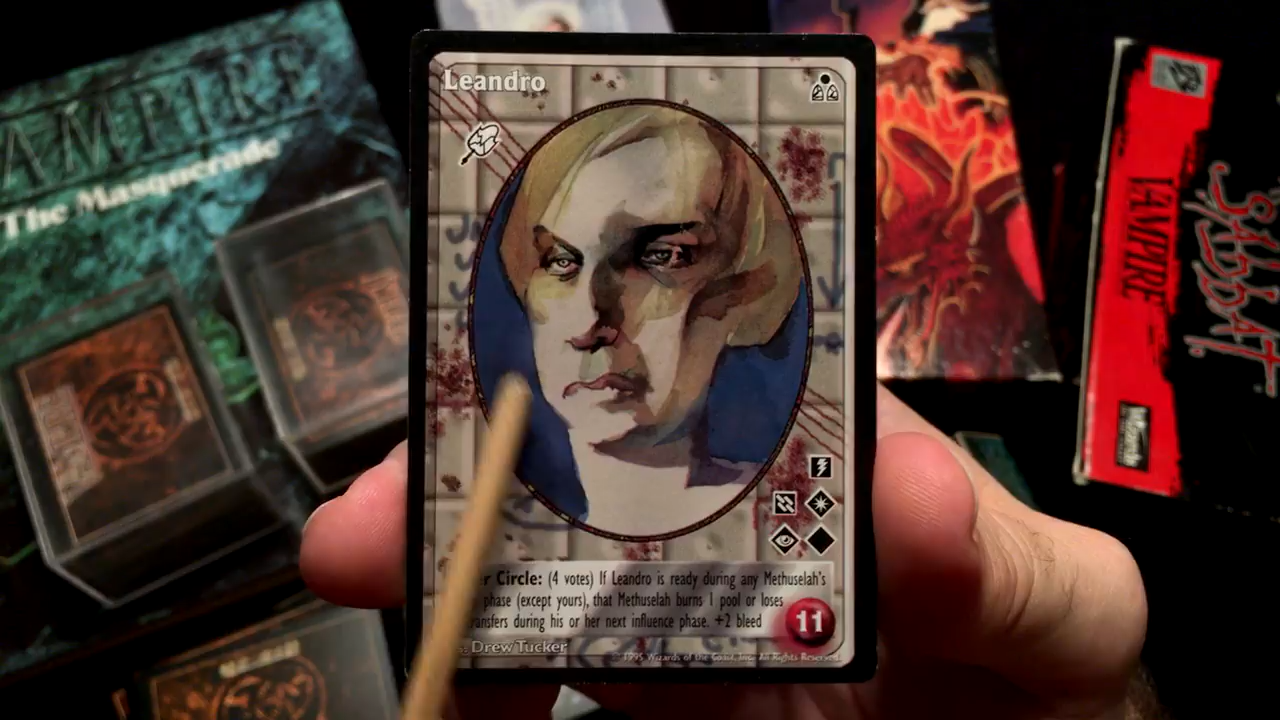 Leandro
VAMPIRE
The Masquerade
VAMPIRE
SABBAT
er Circle: (4 votes) If Leandro is ready during any Methuselah's
phase (except yours), that Methuselah burns 1 pool or loses
ansfers during his or her next influence phase. +2 bleed
11
Drew Tucker
© 1995 Wizards of the Coast, Inc. All Rights Reserved.